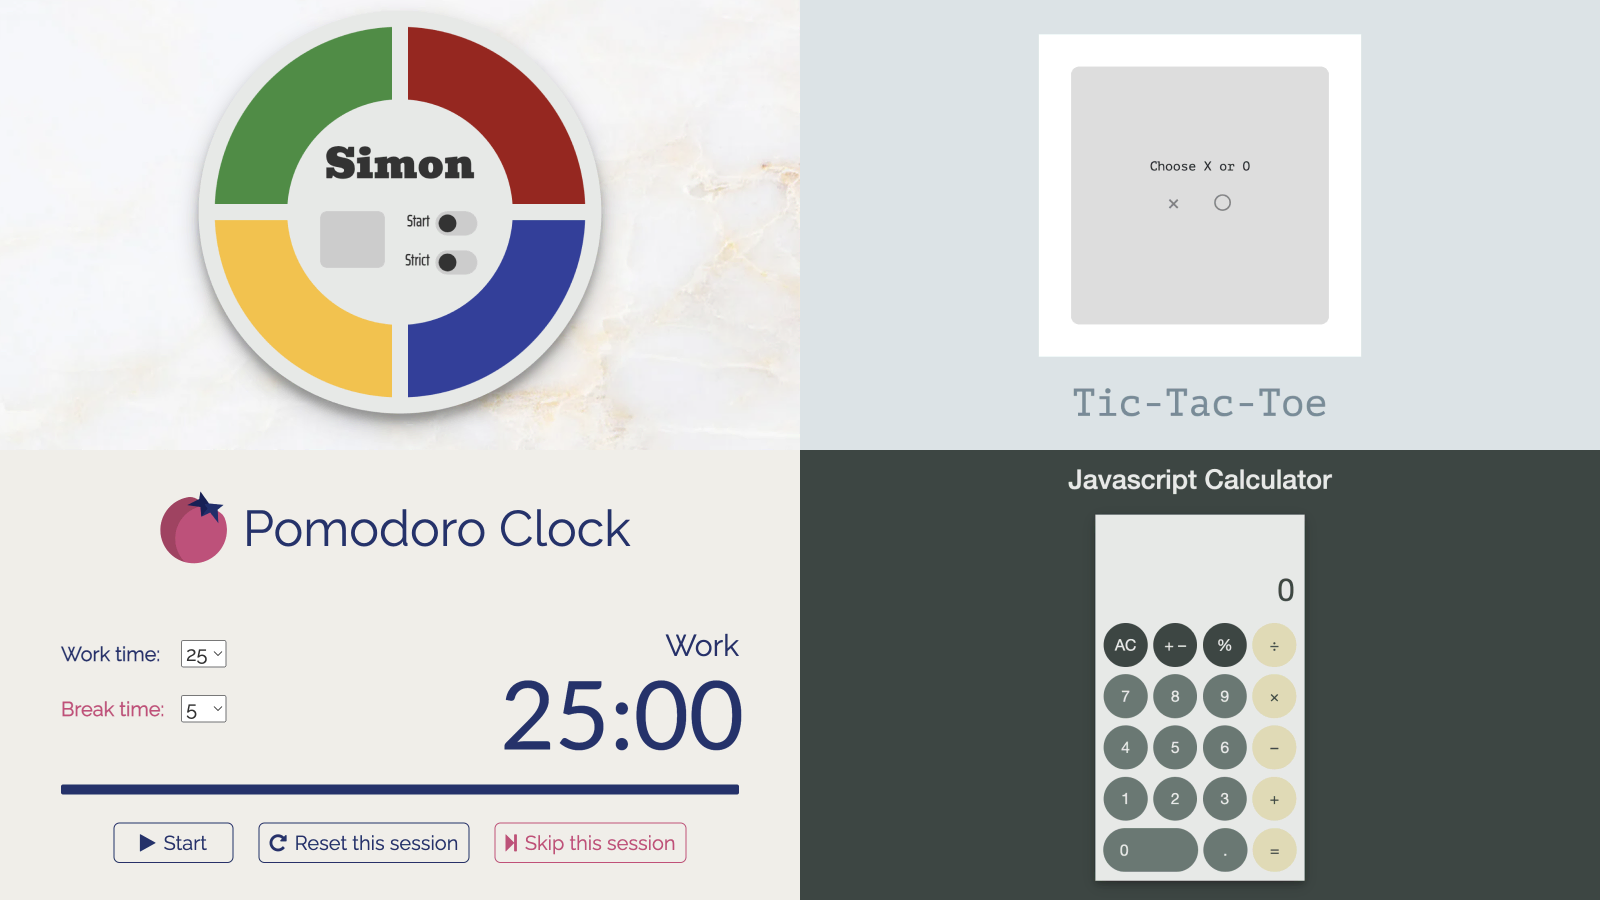 Simon
Start
Strict
Choose X or O
× ○
Tic-Tac-Toe
Pomodoro Clock
Work time: 25
Break time: 5
Work
25:00
Start
Reset this session
Skip this session
Javascript Calculator
0
AC +− % ÷
7 8 9 ×
4 5 6 −
1 2 3 +
0 . =